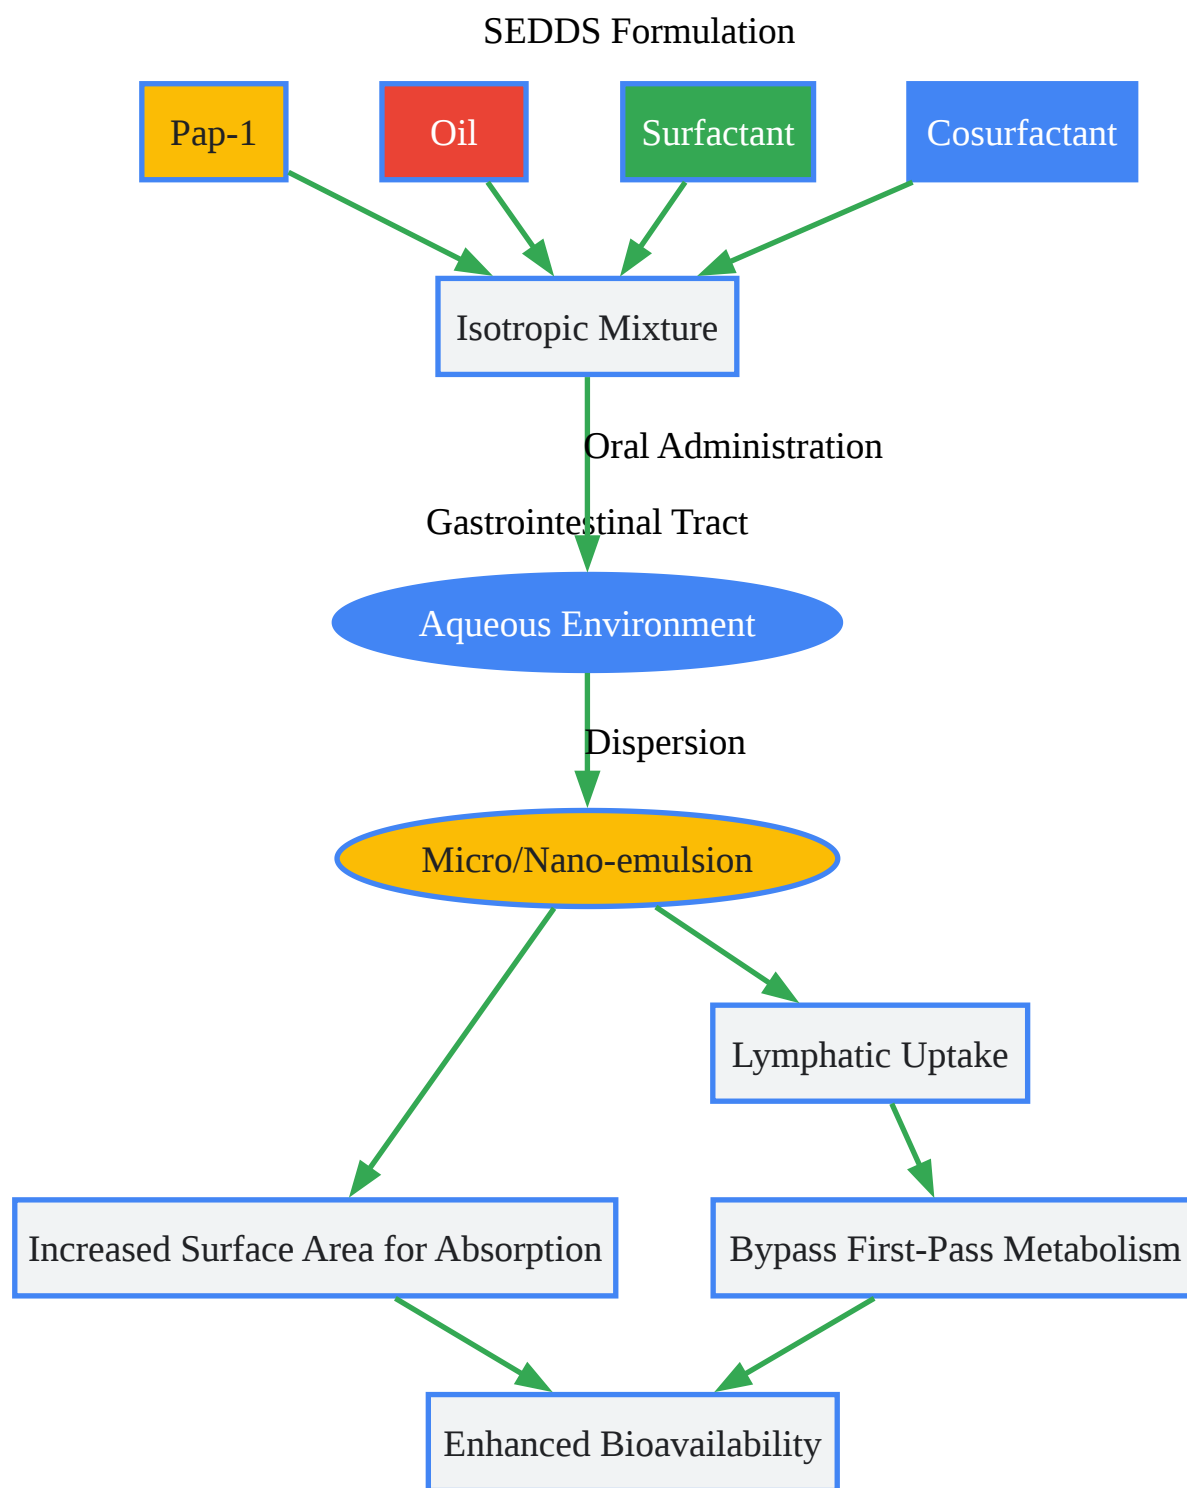 SEDDS Formulation
Pap-1
Oil
Surfactant
Cosurfactant
Isotropic Mixture
Oral Administration
Gastrointestinal Tract
Aqueous Environment
Dispersion
Micro/Nano-emulsion
Lymphatic Uptake
Increased Surface Area for Absorption
Bypass First-Pass Metabolism
Enhanced Bioavailability